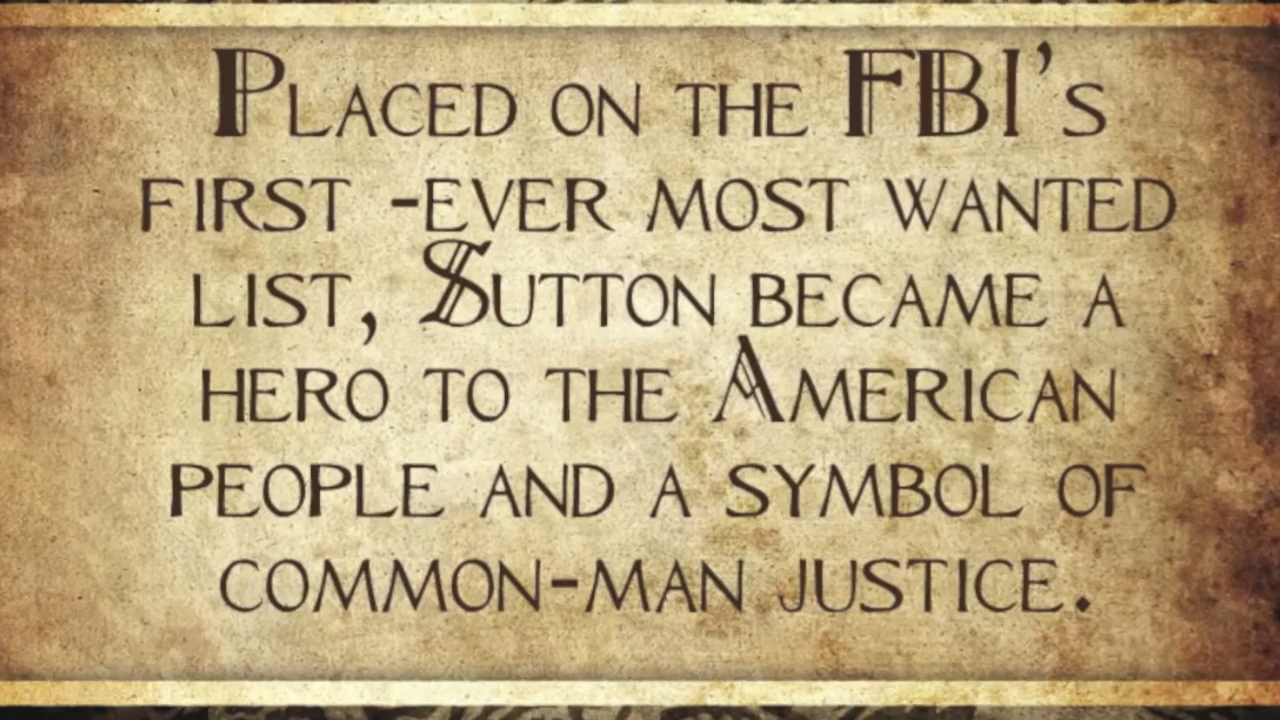 Placed on the FBI's
first -ever most wanted
list, Sutton became a
hero to the American
people and a symbol of
common-man justice.